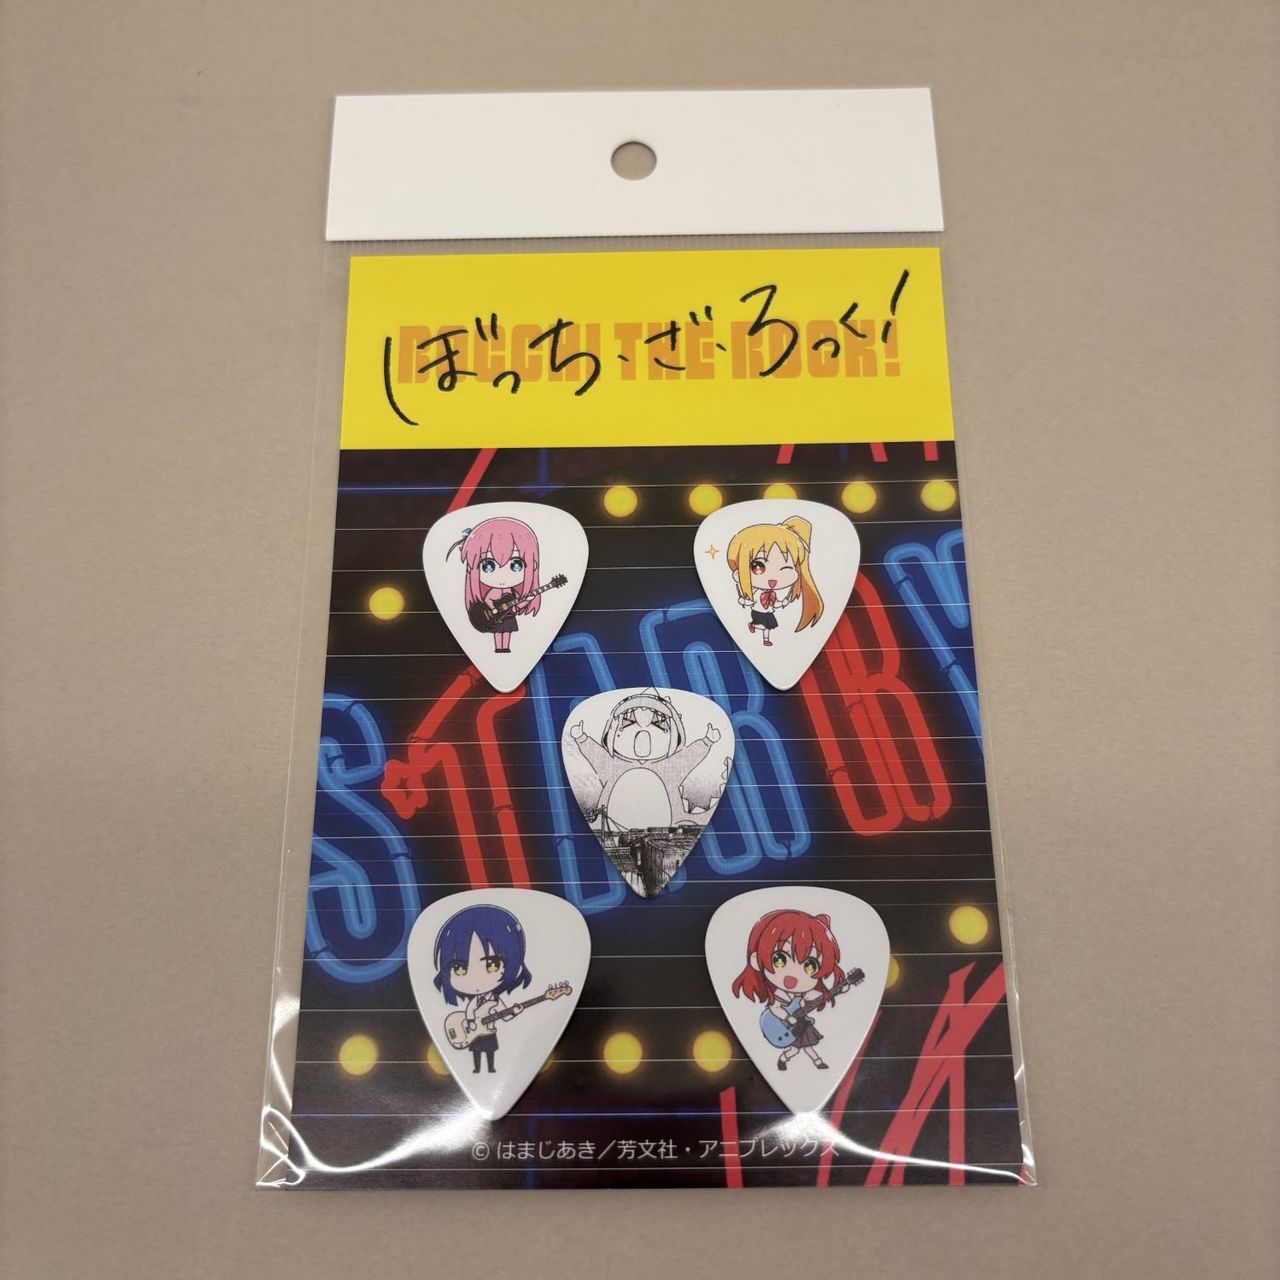 ぼっち・ざ・ろっく!
BOCCHI THE ROCK!
STARRY
© はまじあき／芳文社・アニプレックス